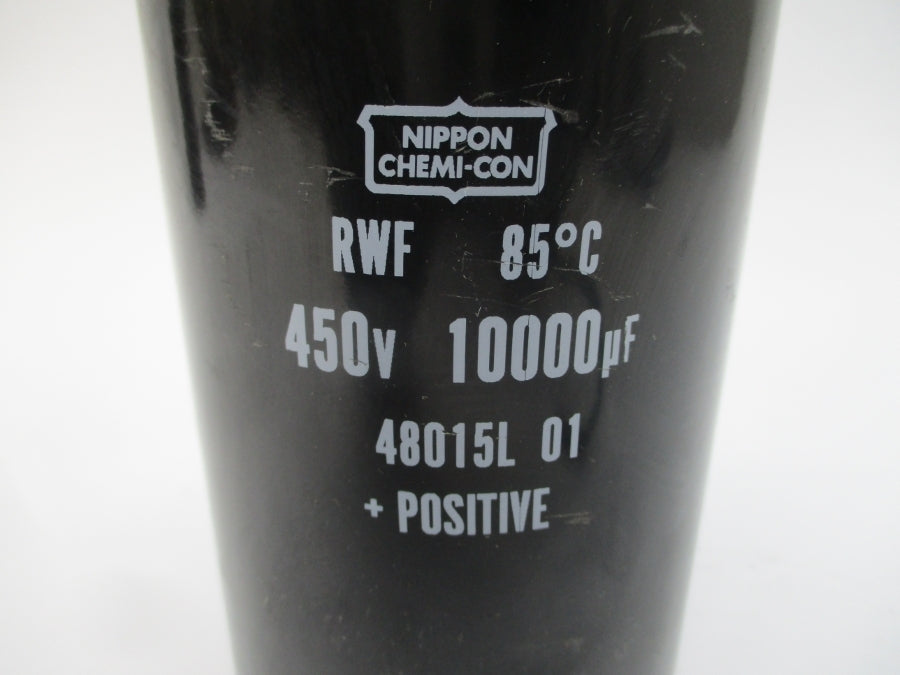 NIPPON
CHEMI-CON
RWF 85°C
450V 10000µF
48015L 01
+ POSITIVE